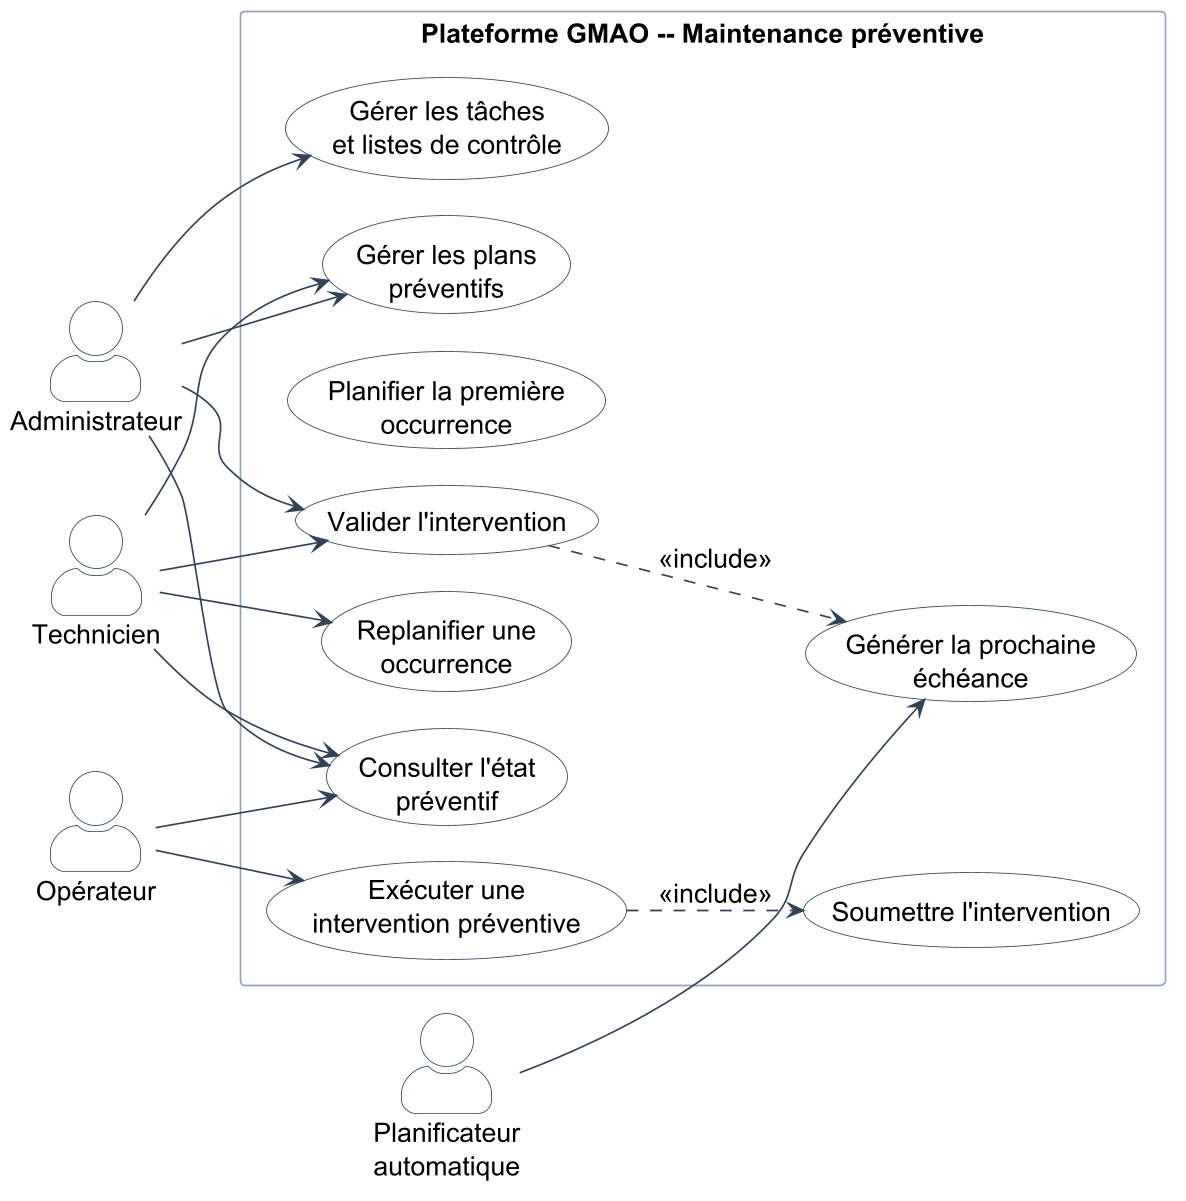 Plateforme GMAO -- Maintenance préventive
Gérer les tâches
et listes de contrôle
Gérer les plans
préventifs
Planifier la première
occurrence
Administrateur
Valider l'intervention
«include»
Technicien
Replanifier une
occurrence
Générer la prochaine
échéance
Consulter l'état
préventif
Opérateur
Exécuter une
intervention préventive
«include»
Soumettre l'intervention
Planificateur
automatique